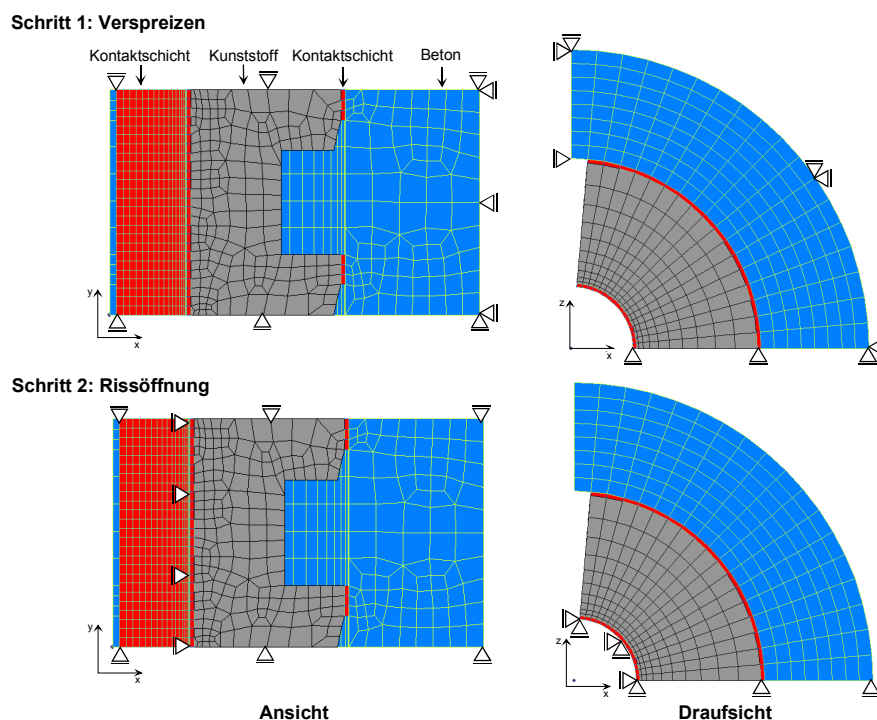 Schritt 1: Verspreizen
Kontaktschicht Kunststoff Kontaktschicht Beton
y
x
z
x
Schritt 2: Rissöffnung
y
x
z
x
Ansicht
Draufsicht